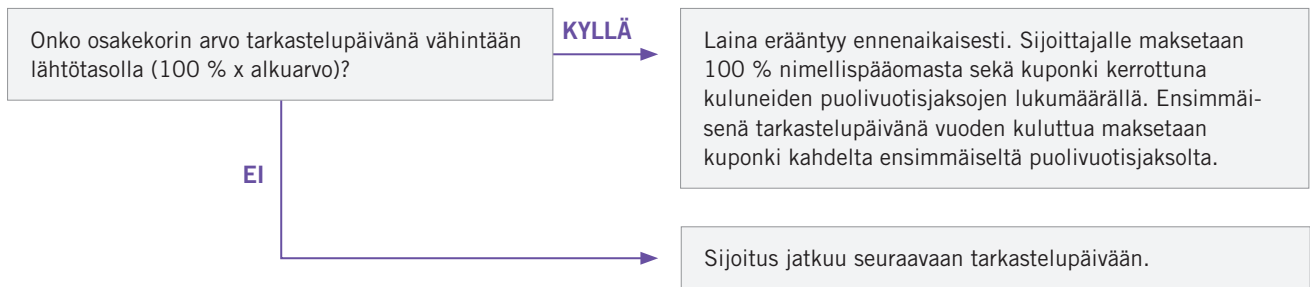 Onko osakekorin arvo tarkastelupäivänä vähintään
lähtötasolla (100 % x alkuarvo)?
KYLLÄ
Laina erääntyy ennenaikaisesti. Sijoittajalle maksetaan
100 % nimellispääomasta sekä kuponki kerrottuna
kuluneiden puolivuotisjaksojen lukumäärällä. Ensimmäi-
senä tarkastelupäivänä vuoden kuluttua maksetaan
kuponki kahdelta ensimmäiseltä puolivuotisjaksolta.
EI
Sijoitus jatkuu seuraavaan tarkastelupäivään.